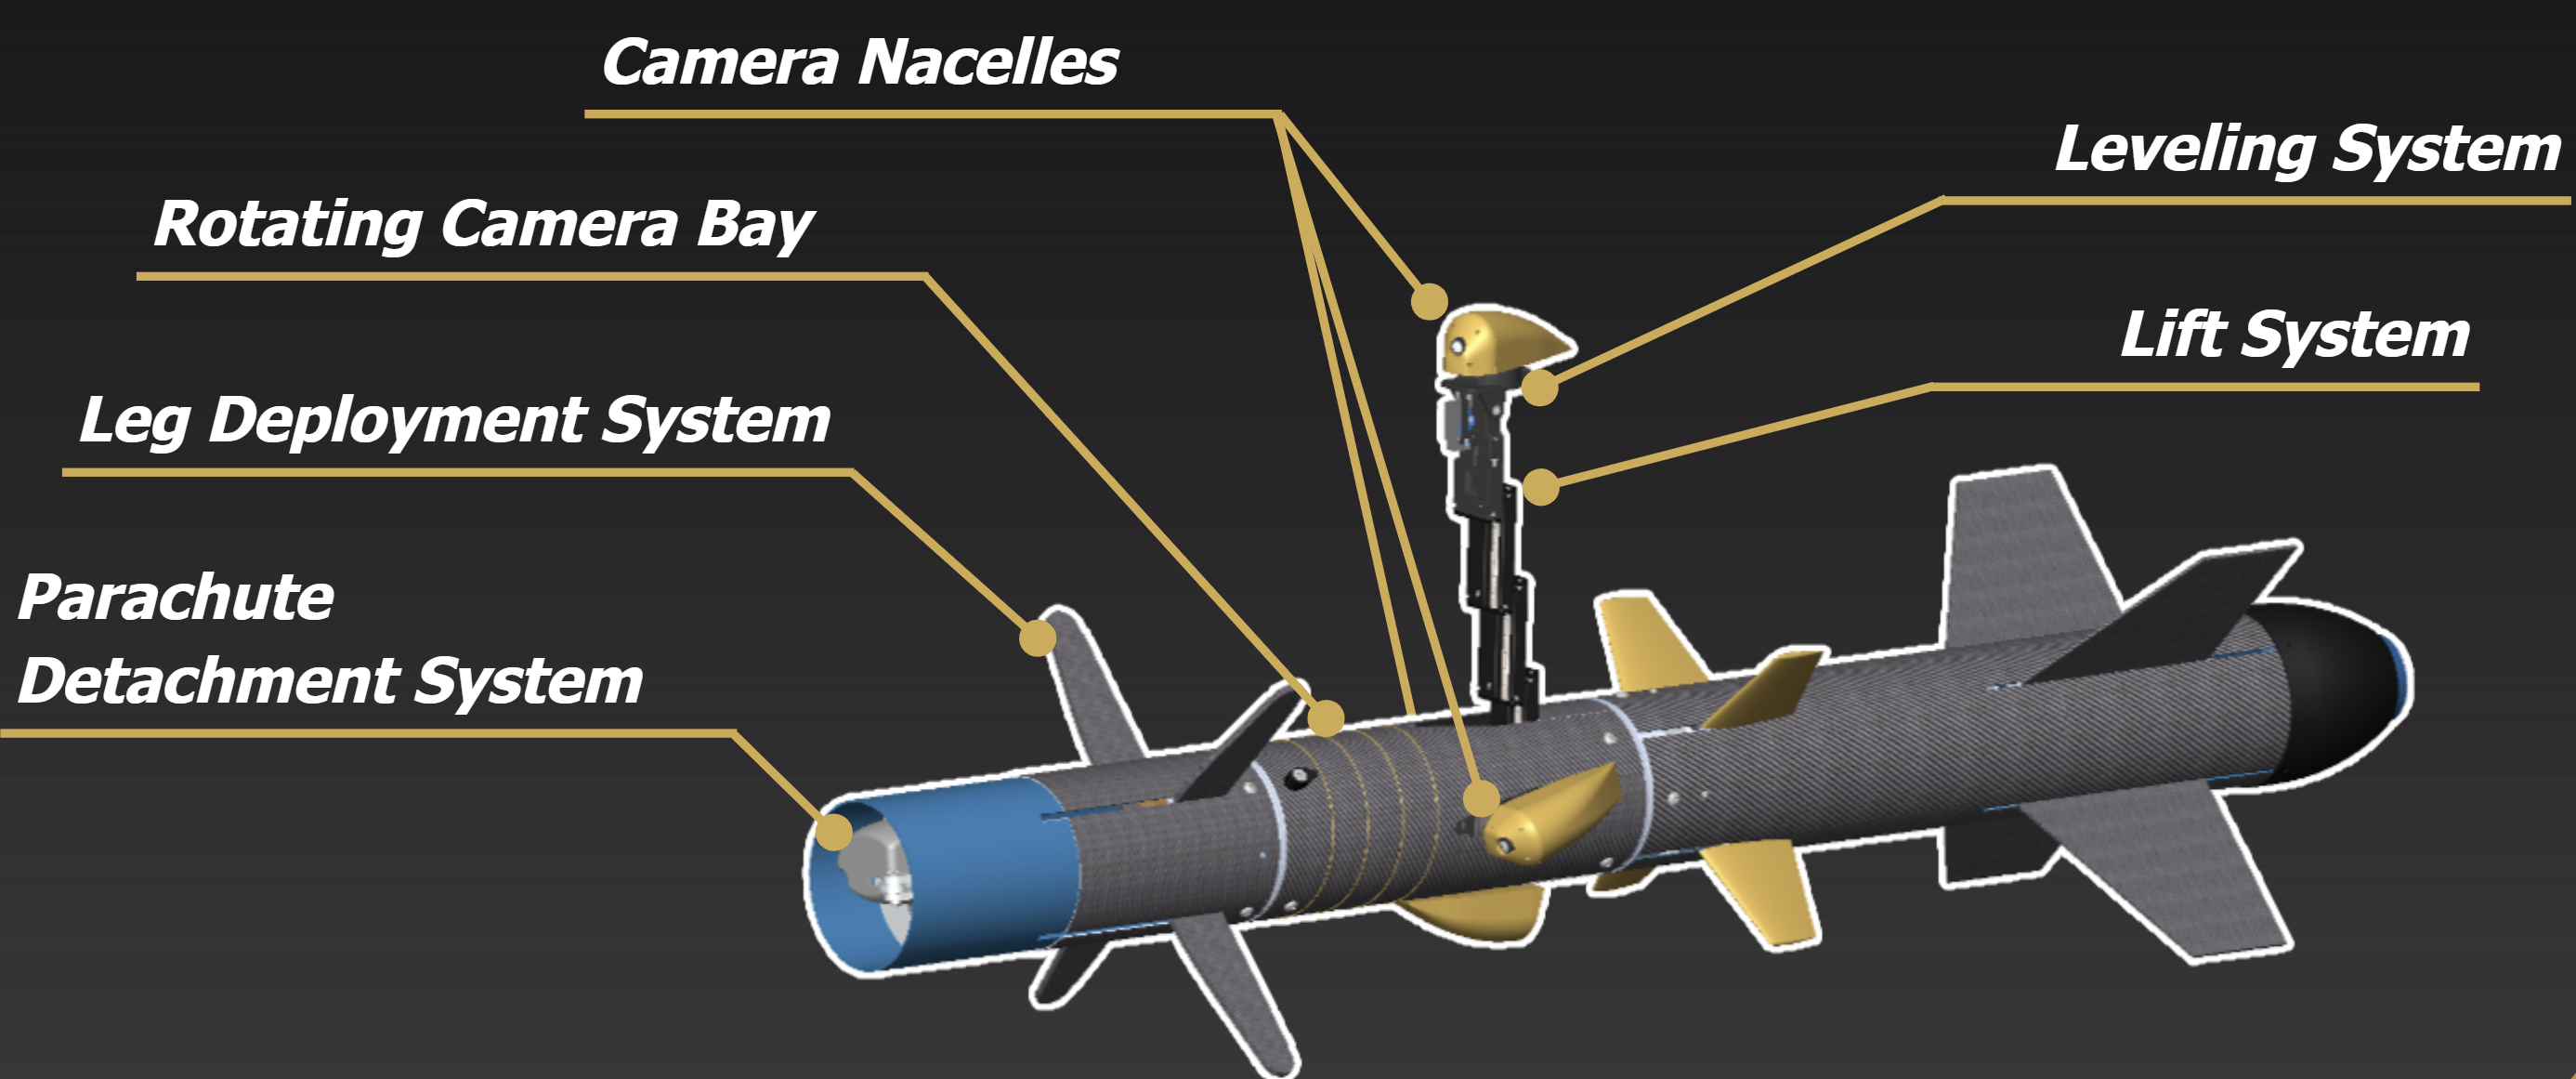 Camera Nacelles
Leveling System
Rotating Camera Bay
Lift System
Leg Deployment System
Parachute
Detachment System